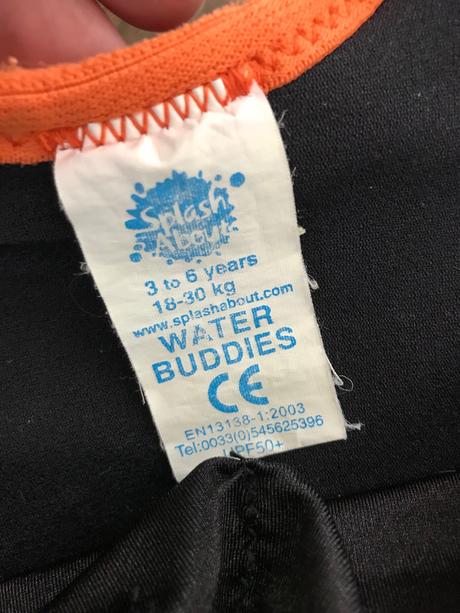 Splash
About
3 to 6 years
18-30 kg
www.splashabout.com
WATER
BUDDIES
CE
EN13138-1:2003
Tel:0033(0)545625396
UPF50+